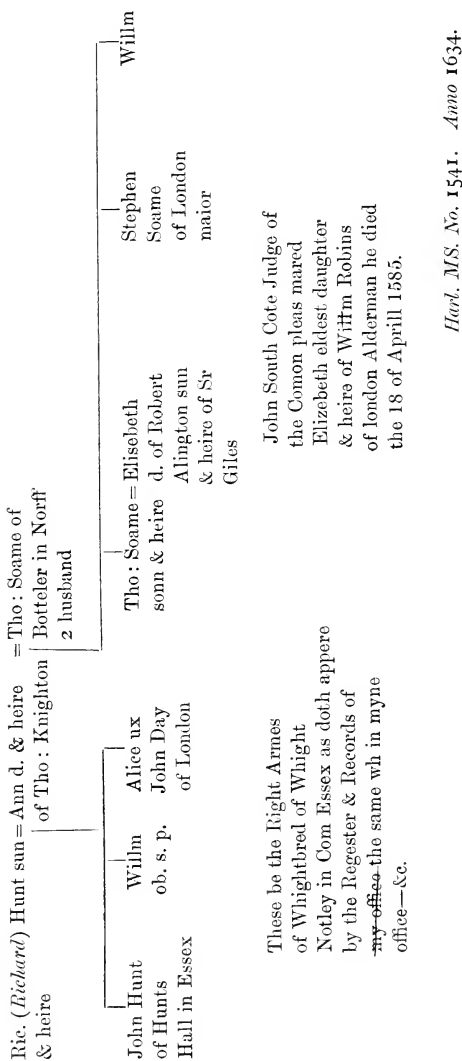 Ric. (Richard) Hunt sun = Ann d. & heire = Tho: Soame of
& heire of Tho: Knighton Botteler in Norff
2 husband
John Hunt
of Hunts
Hall in Essex
Willm
ob. s. p.
Alice ux
John Day
of London
Tho: Soame = Elisebeth
sonn & heire d. of Robert
Alington sun
& heire of Sr
Giles
Stephen
Soame
of London
maior
Willm
These be the Right Armes
of Whightbred of Whight
Notley in Com Essex as doth appere
by the Regester & Records of
my office the same wh in myne
office—&c.
John South Cote Judge of
the Comon pleas mared
Elizebeth eldest daughter
& heire of Willm Robins
of london Alderman he died
the 18 of Aprill 1585.
Harl. MS. No. 1541. Anno 1634.